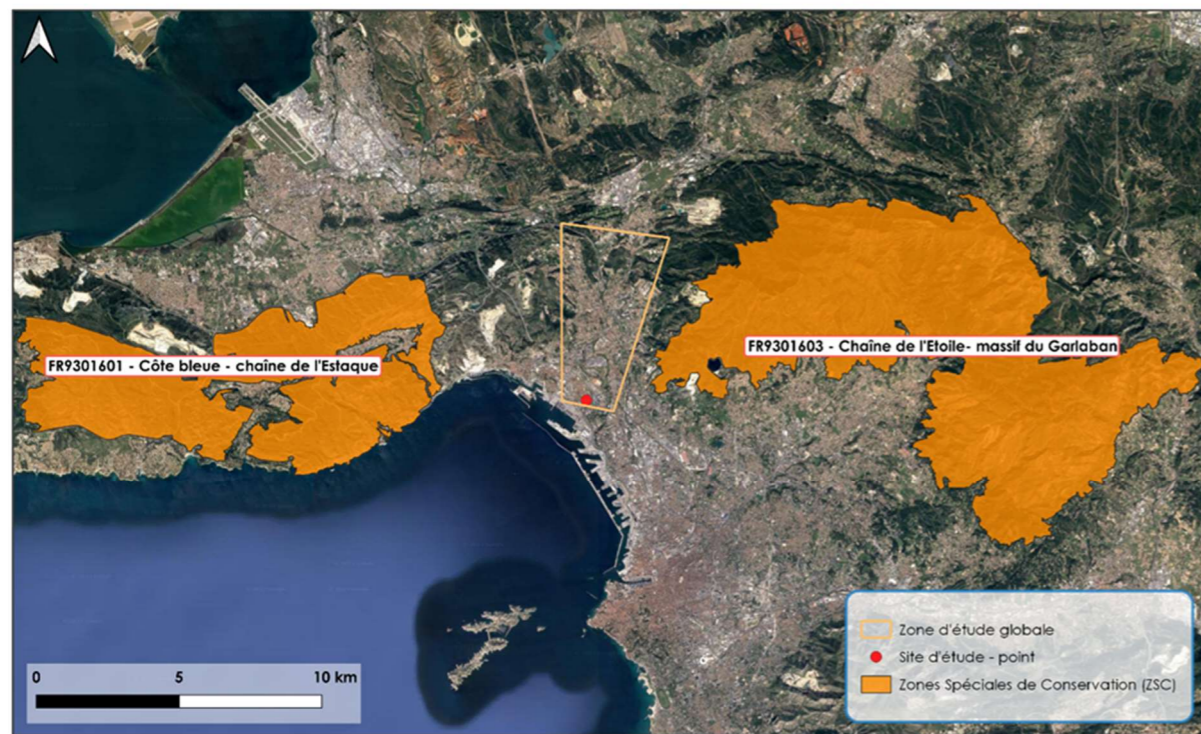 FR9301601 - Côte bleue - chaîne de l'Estaque
FR9301603 - Chaîne de l'Etoile- massif du Garlaban
Zone d'étude globale
Site d'étude - point
Zones Spéciales de Conservation (ZSC)
0 5 10 km